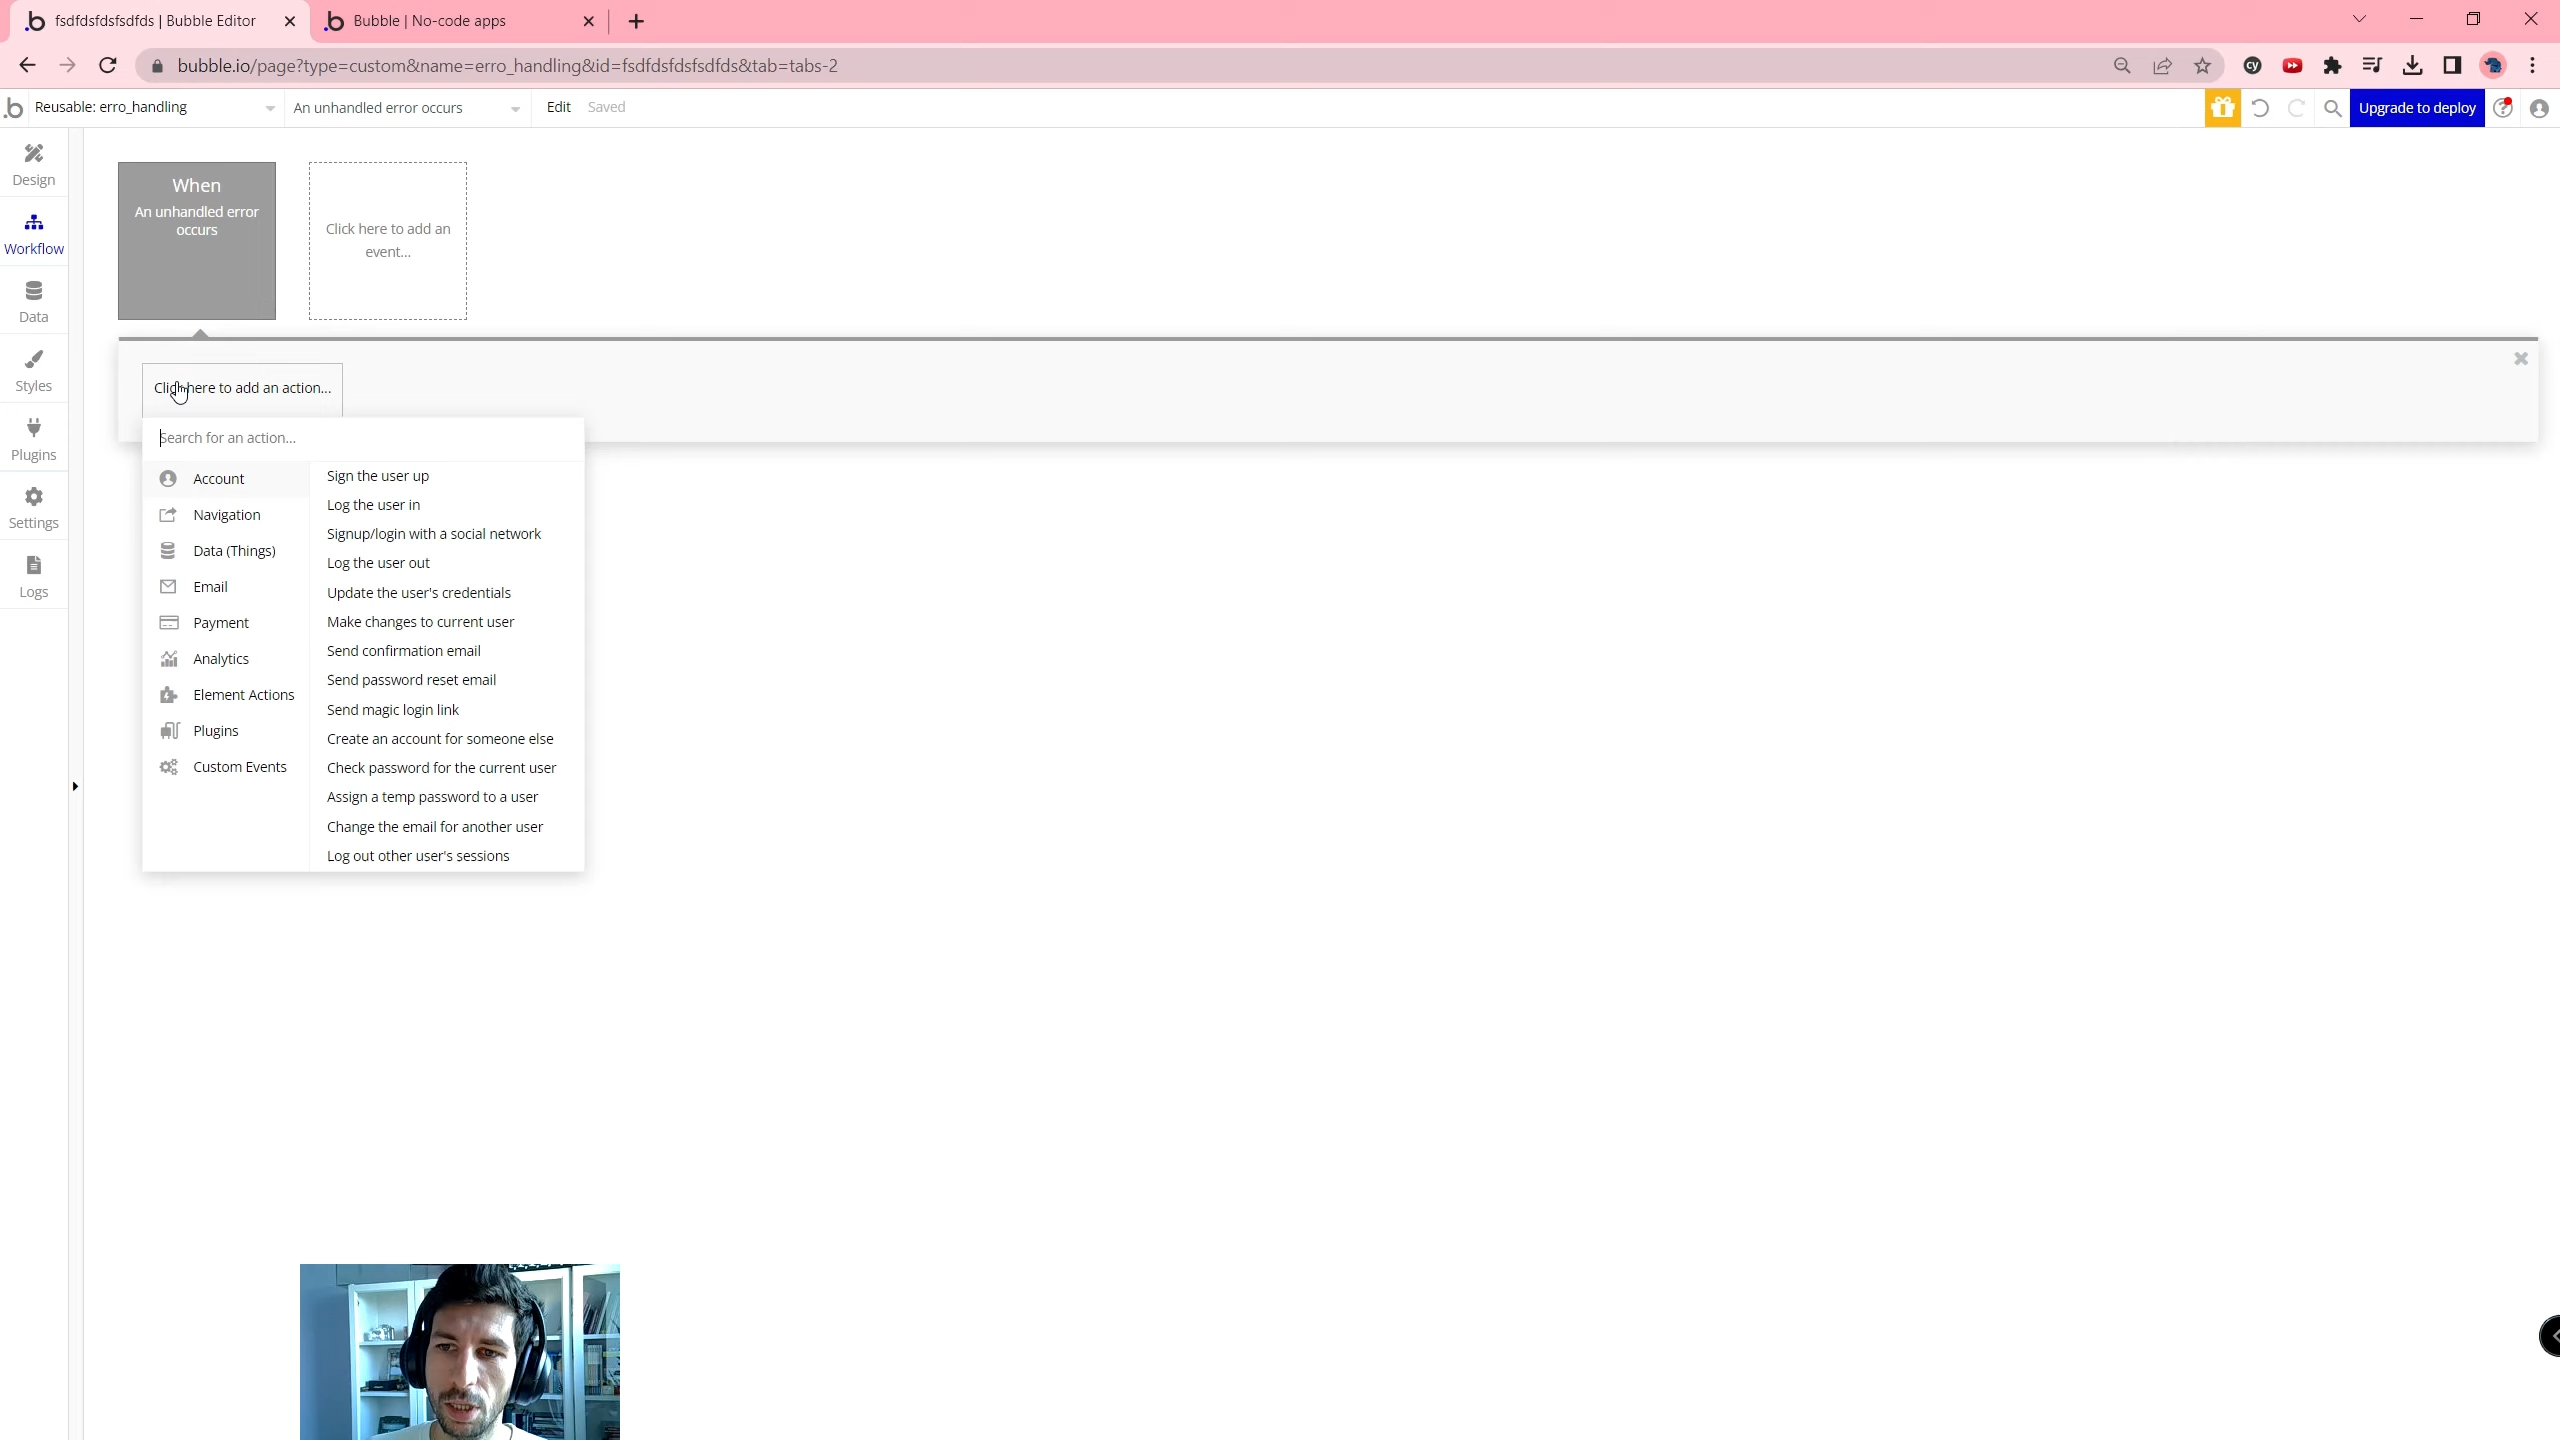 fsdfdsfdsfsdfds | Bubble Editor
Bubble | No-code apps
bubble.io/page?type=custom&name=erro_handling&id=fsdfdsfdsfsdfds&tab=tabs-2
Reusable: erro_handling
An unhandled error occurs
Edit
Saved
Upgrade to deploy
Design
Workflow
Data
Styles
Plugins
Settings
Logs
When
An unhandled error
occurs
Click here to add an
event...
Click here to add an action...
Search for an action...
Account
Navigation
Data (Things)
Email
Payment
Analytics
Element Actions
Plugins
Custom Events
Sign the user up
Log the user in
Signup/login with a social network
Log the user out
Update the user's credentials
Make changes to current user
Send confirmation email
Send password reset email
Send magic login link
Create an account for someone else
Check password for the current user
Assign a temp password to a user
Change the email for another user
Log out other user's sessions